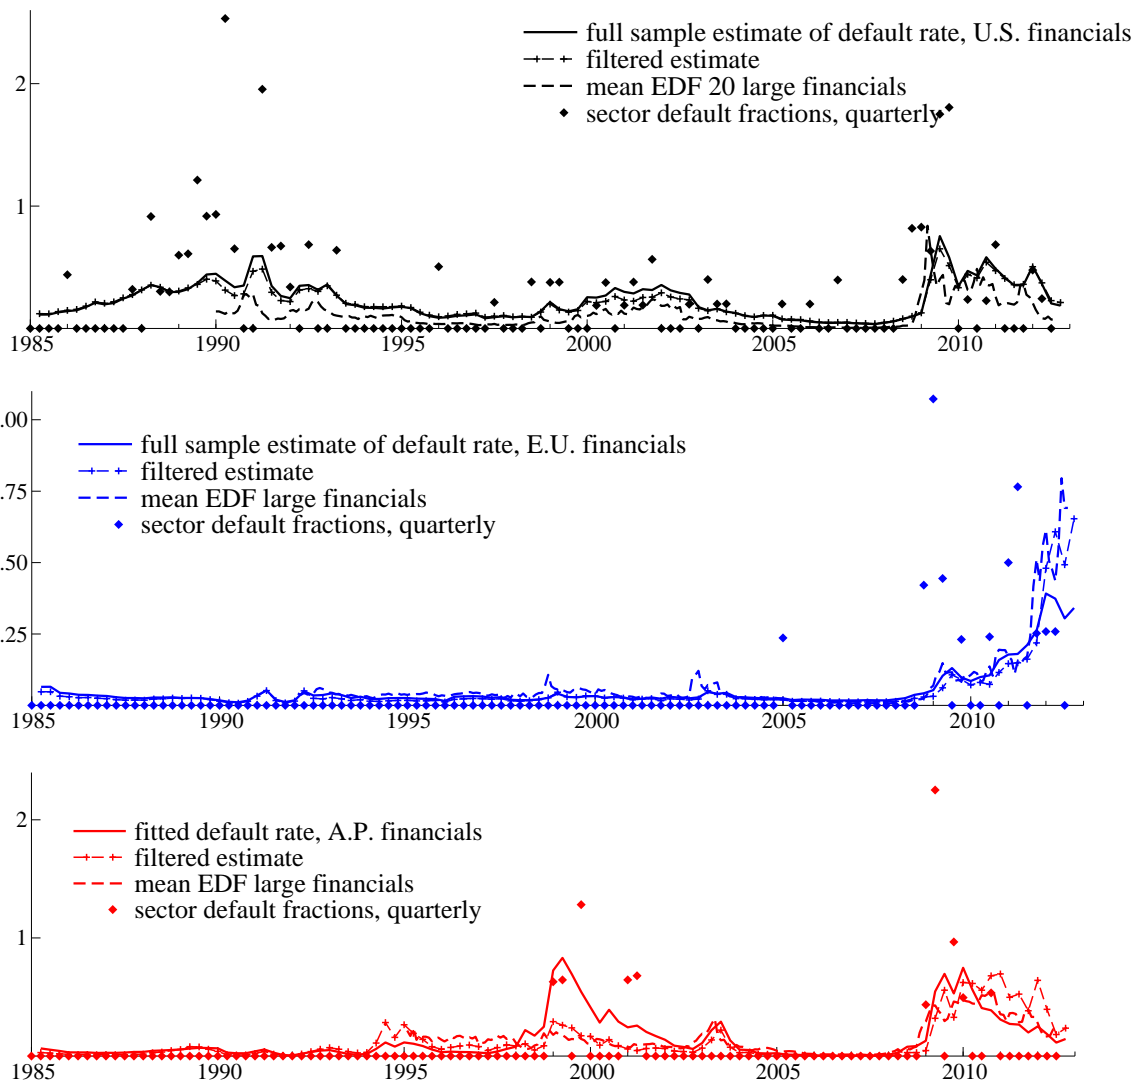 full sample estimate of default rate, U.S. financials
filtered estimate
mean EDF 20 large financials
sector default fractions, quarterly
2
1
1985 1990 1995 2000 2005 2010
.00
.75
.50
.25
full sample estimate of default rate, E.U. financials
filtered estimate
mean EDF large financials
sector default fractions, quarterly
1985 1990 1995 2000 2005 2010
2
1
fitted default rate, A.P. financials
filtered estimate
mean EDF large financials
sector default fractions, quarterly
1985 1990 1995 2000 2005 2010